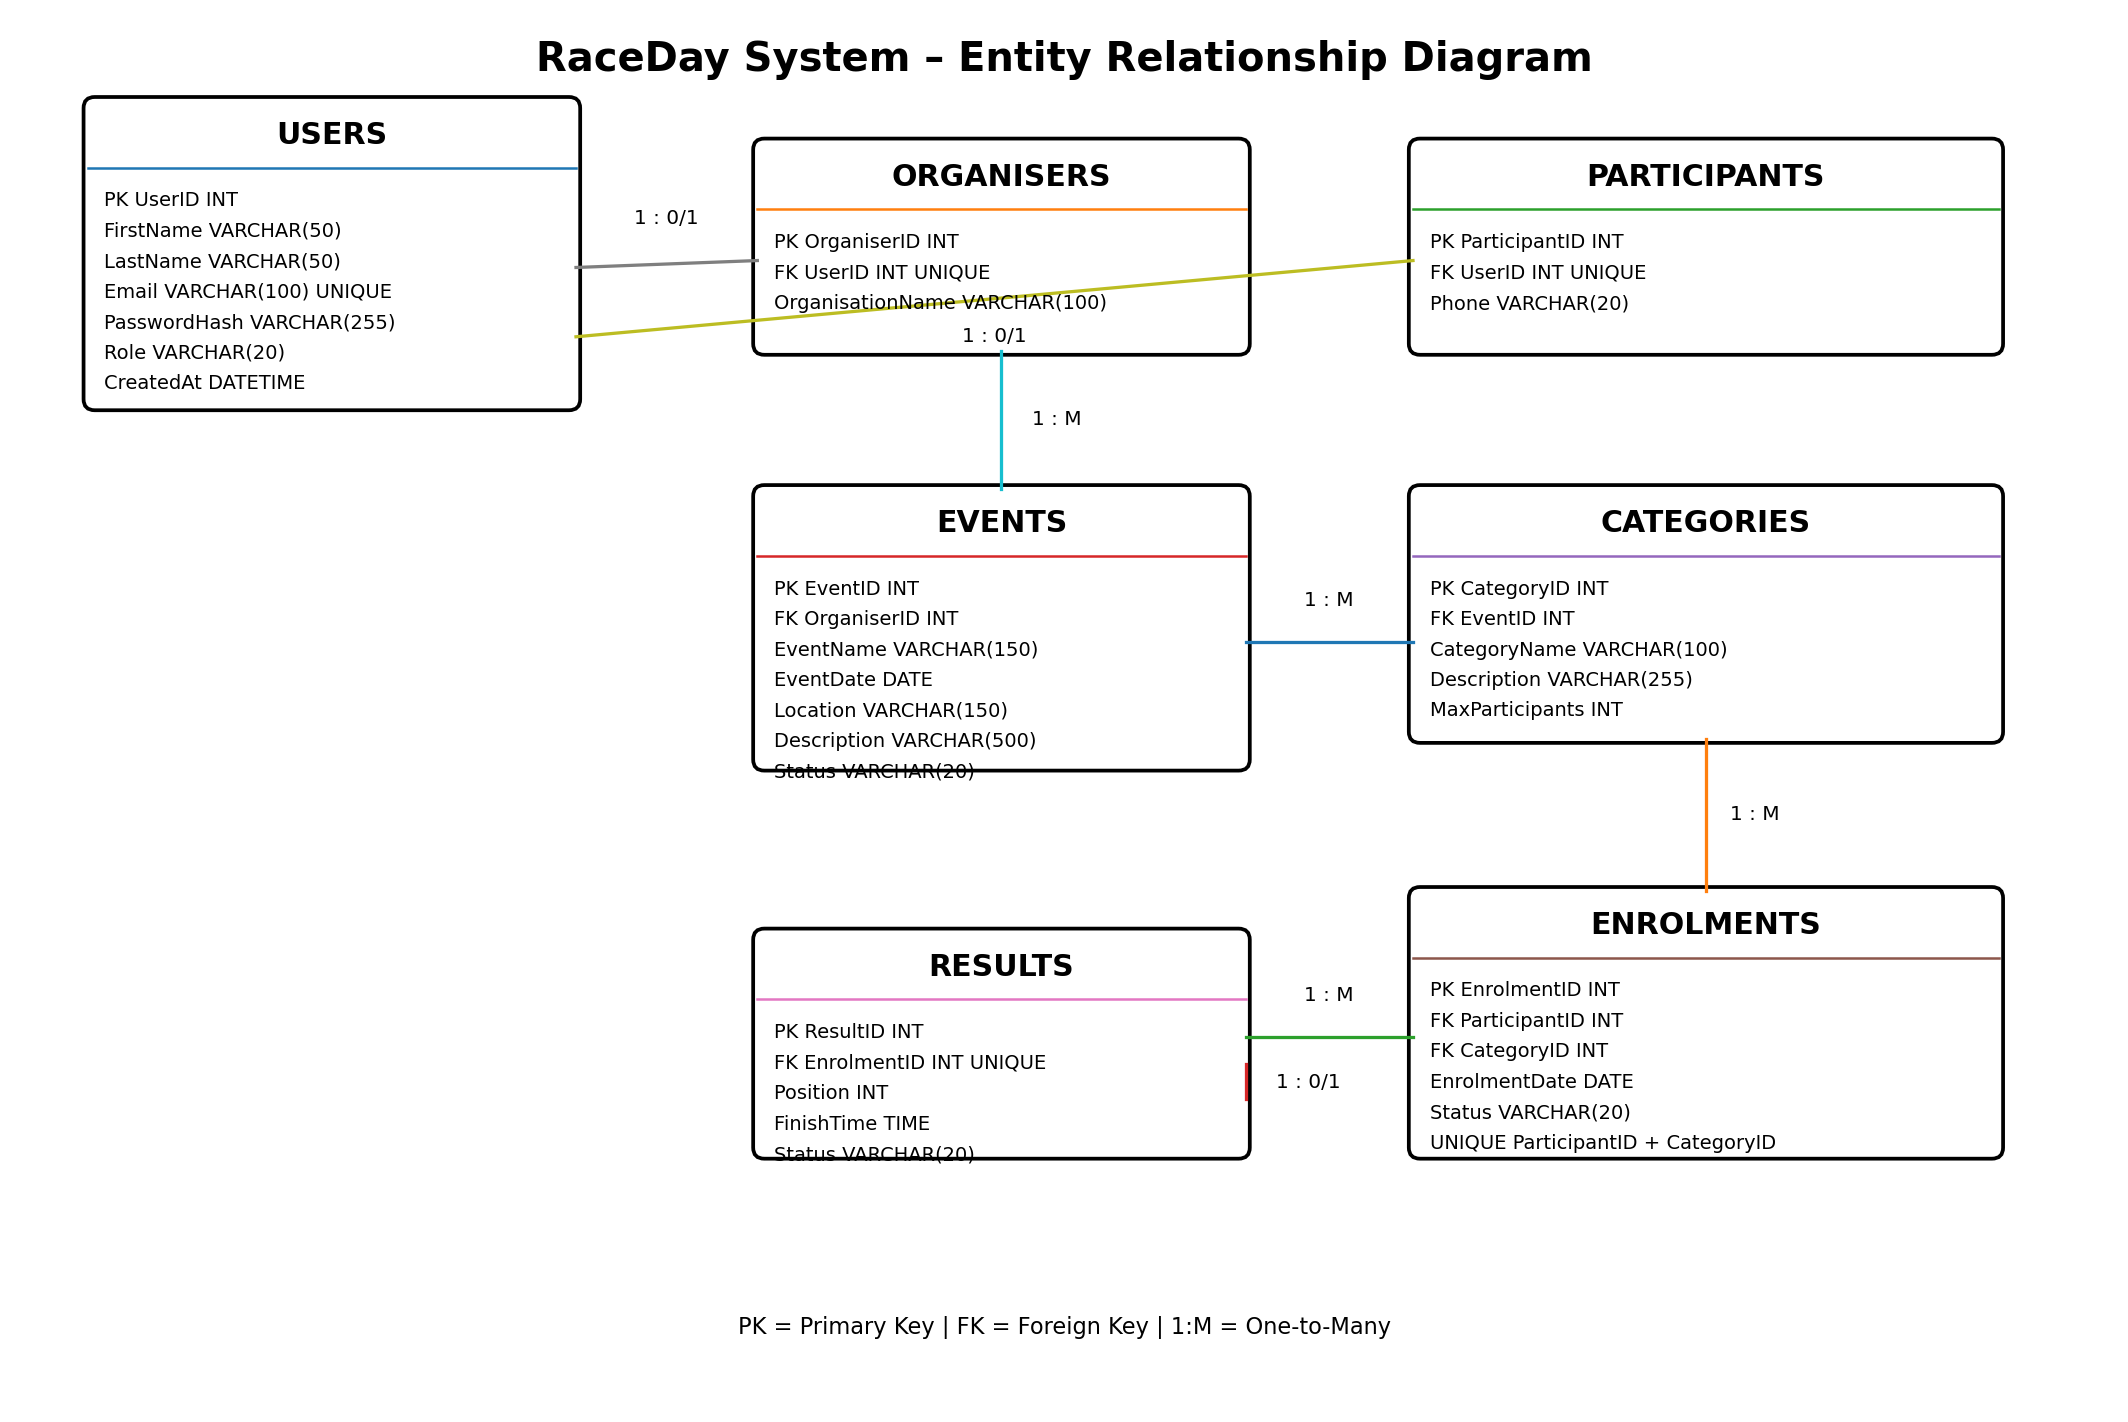 RaceDay System – Entity Relationship Diagram
USERS
PK UserID INT
FirstName VARCHAR(50)
LastName VARCHAR(50)
Email VARCHAR(100) UNIQUE
PasswordHash VARCHAR(255)
Role VARCHAR(20)
CreatedAt DATETIME
1 : 0/1
ORGANISERS
PK OrganiserID INT
FK UserID INT UNIQUE
OrganisationName VARCHAR(100)
1 : 0/1
PARTICIPANTS
PK ParticipantID INT
FK UserID INT UNIQUE
Phone VARCHAR(20)
1 : M
EVENTS
PK EventID INT
FK OrganiserID INT
EventName VARCHAR(150)
EventDate DATE
Location VARCHAR(150)
Description VARCHAR(500)
Status VARCHAR(20)
1 : M
CATEGORIES
PK CategoryID INT
FK EventID INT
CategoryName VARCHAR(100)
Description VARCHAR(255)
MaxParticipants INT
1 : M
RESULTS
PK ResultID INT
FK EnrolmentID INT UNIQUE
Position INT
FinishTime TIME
Status VARCHAR(20)
1 : M
1 : 0/1
ENROLMENTS
PK EnrolmentID INT
FK ParticipantID INT
FK CategoryID INT
EnrolmentDate DATE
Status VARCHAR(20)
UNIQUE ParticipantID + CategoryID
PK = Primary Key | FK = Foreign Key | 1:M = One-to-Many